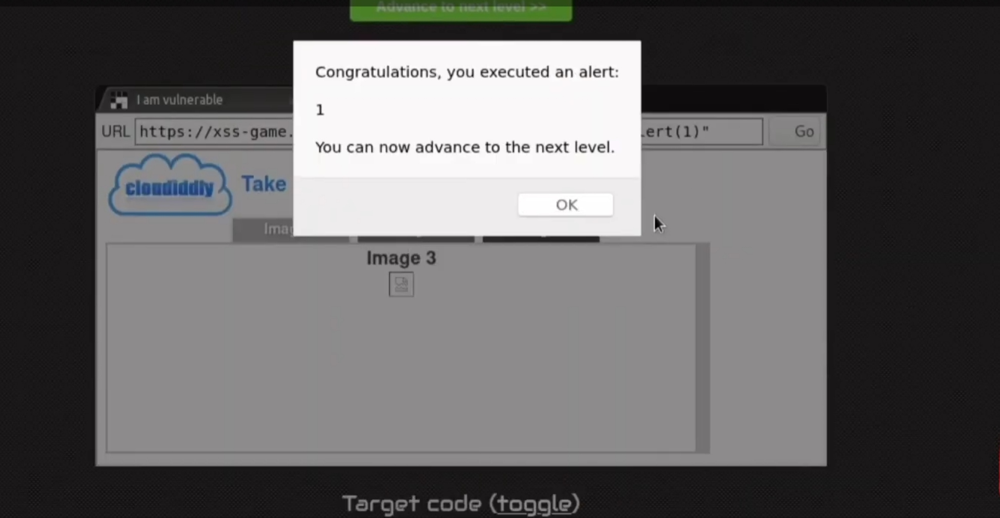 Advance to next level >>
Congratulations, you executed an alert:
1
You can now advance to the next level.
OK
I am vulnerable
URL https://xss-game. ert(1)" Go
cloudiddly
Take
Image 3
Target code (toggle)